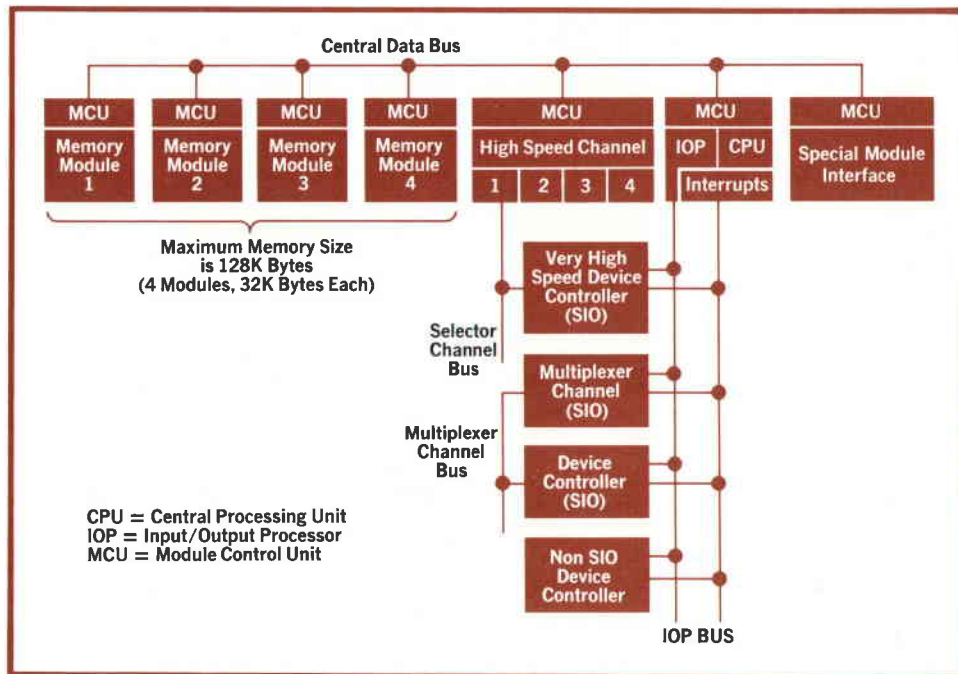 Central Data Bus
MCU
MCU
MCU
MCU
MCU
MCU
MCU
Memory
Module
1
Memory
Module
2
Memory
Module
3
Memory
Module
4
High Speed Channel
1
2
3
4
IOP
CPU
Interrupts
Special Module
Interface
Maximum Memory Size
is 128K Bytes
(4 Modules, 32K Bytes Each)
Very High
Speed Device
Controller
(SIO)
Selector
Channel
Bus
Multiplexer
Channel
(SIO)
Multiplexer
Channel
Bus
Device
Controller
(SIO)
CPU = Central Processing Unit
IOP = Input/Output Processor
MCU = Module Control Unit
Non SIO
Device
Controller
IOP BUS